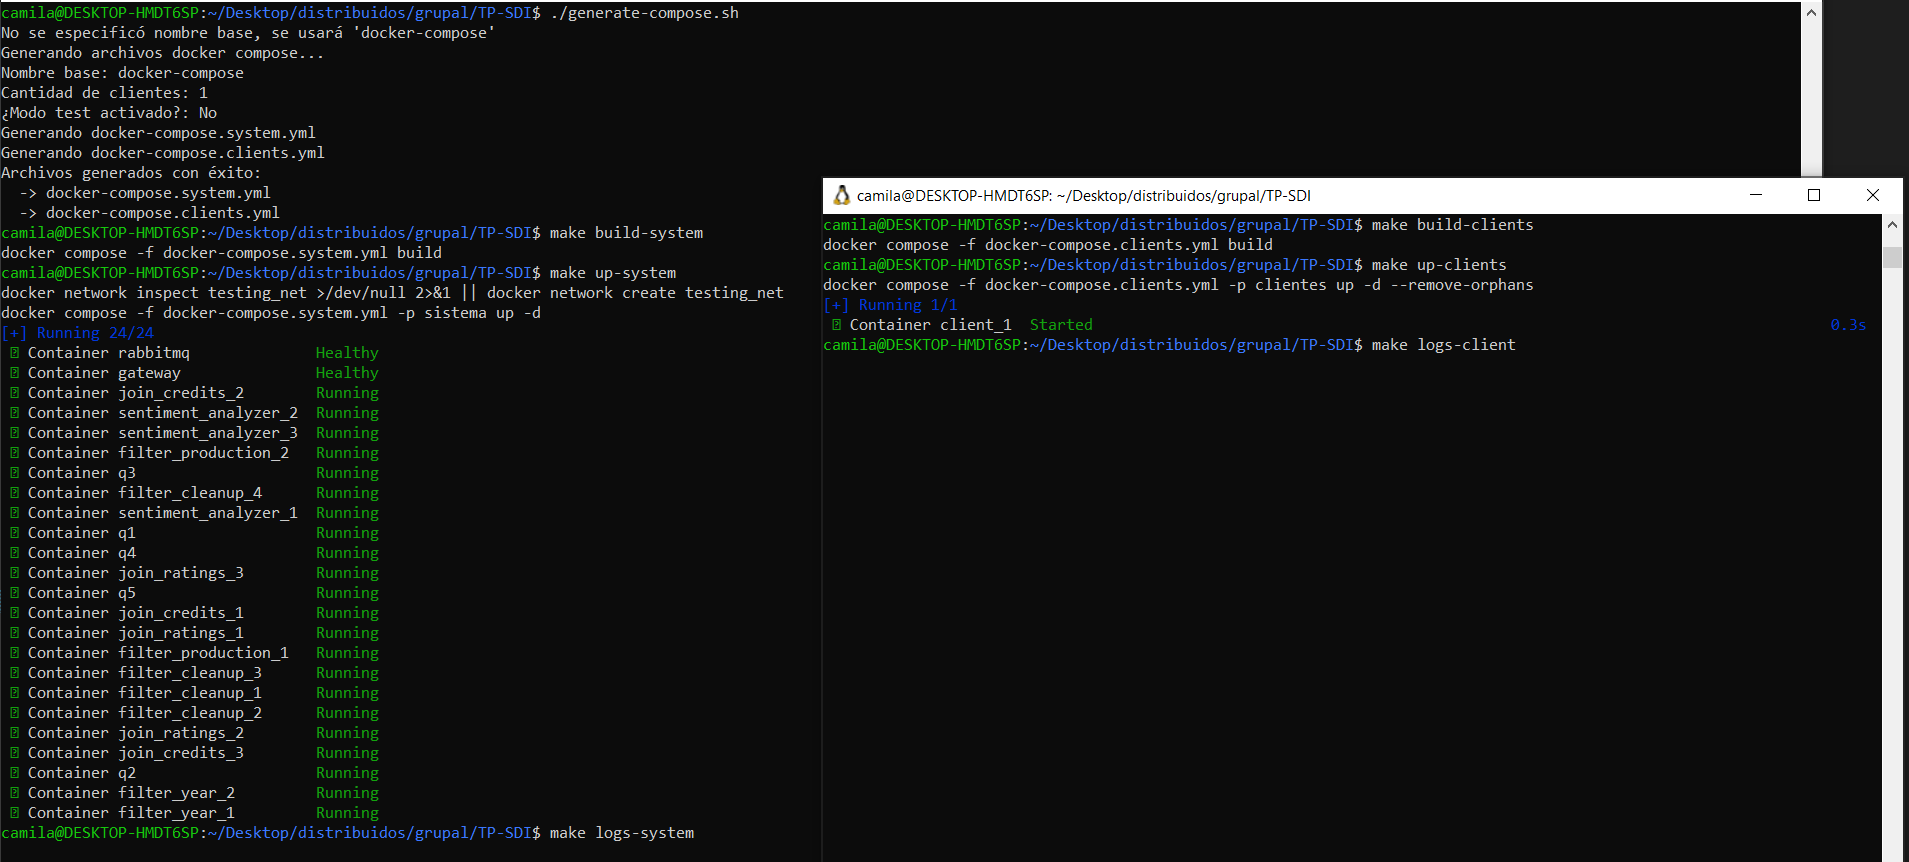 camila@DESKTOP-HMDT6SP:~/Desktop/distribuidos/grupal/TP-SDI$ ./generate-compose.sh
No se especificó nombre base, se usará 'docker-compose'
Generando archivos docker compose...
Nombre base: docker-compose
Cantidad de clientes: 1
¿Modo test activado?: No
Generando docker-compose.system.yml
Generando docker-compose.clients.yml
Archivos generados con éxito:
  -> docker-compose.system.yml
  -> docker-compose.clients.yml
camila@DESKTOP-HMDT6SP:~/Desktop/distribuidos/grupal/TP-SDI$ make build-system
docker compose -f docker-compose.system.yml build
camila@DESKTOP-HMDT6SP:~/Desktop/distribuidos/grupal/TP-SDI$ make up-system
docker network inspect testing_net >/dev/null 2>&1 || docker network create testing_net
docker compose -f docker-compose.system.yml -p sistema up -d
[+] Running 24/24
Container rabbitmq Healthy
Container gateway Healthy
Container join_credits_2 Running
Container sentiment_analyzer_2 Running
Container sentiment_analyzer_3 Running
Container filter_production_2 Running
Container q3 Running
Container filter_cleanup_4 Running
Container sentiment_analyzer_1 Running
Container q1 Running
Container q4 Running
Container join_ratings_3 Running
Container q5 Running
Container join_credits_1 Running
Container join_ratings_1 Running
Container filter_production_1 Running
Container filter_cleanup_3 Running
Container filter_cleanup_1 Running
Container filter_cleanup_2 Running
Container join_ratings_2 Running
Container join_credits_3 Running
Container q2 Running
Container filter_year_2 Running
Container filter_year_1 Running
camila@DESKTOP-HMDT6SP:~/Desktop/distribuidos/grupal/TP-SDI$ make logs-system
camila@DESKTOP-HMDT6SP: ~/Desktop/distribuidos/grupal/TP-SDI
camila@DESKTOP-HMDT6SP:~/Desktop/distribuidos/grupal/TP-SDI$ make build-clients
docker compose -f docker-compose.clients.yml build
camila@DESKTOP-HMDT6SP:~/Desktop/distribuidos/grupal/TP-SDI$ make up-clients
docker compose -f docker-compose.clients.yml -p clientes up -d --remove-orphans
[+] Running 1/1
Container client_1 Started 0.3s
camila@DESKTOP-HMDT6SP:~/Desktop/distribuidos/grupal/TP-SDI$ make logs-client